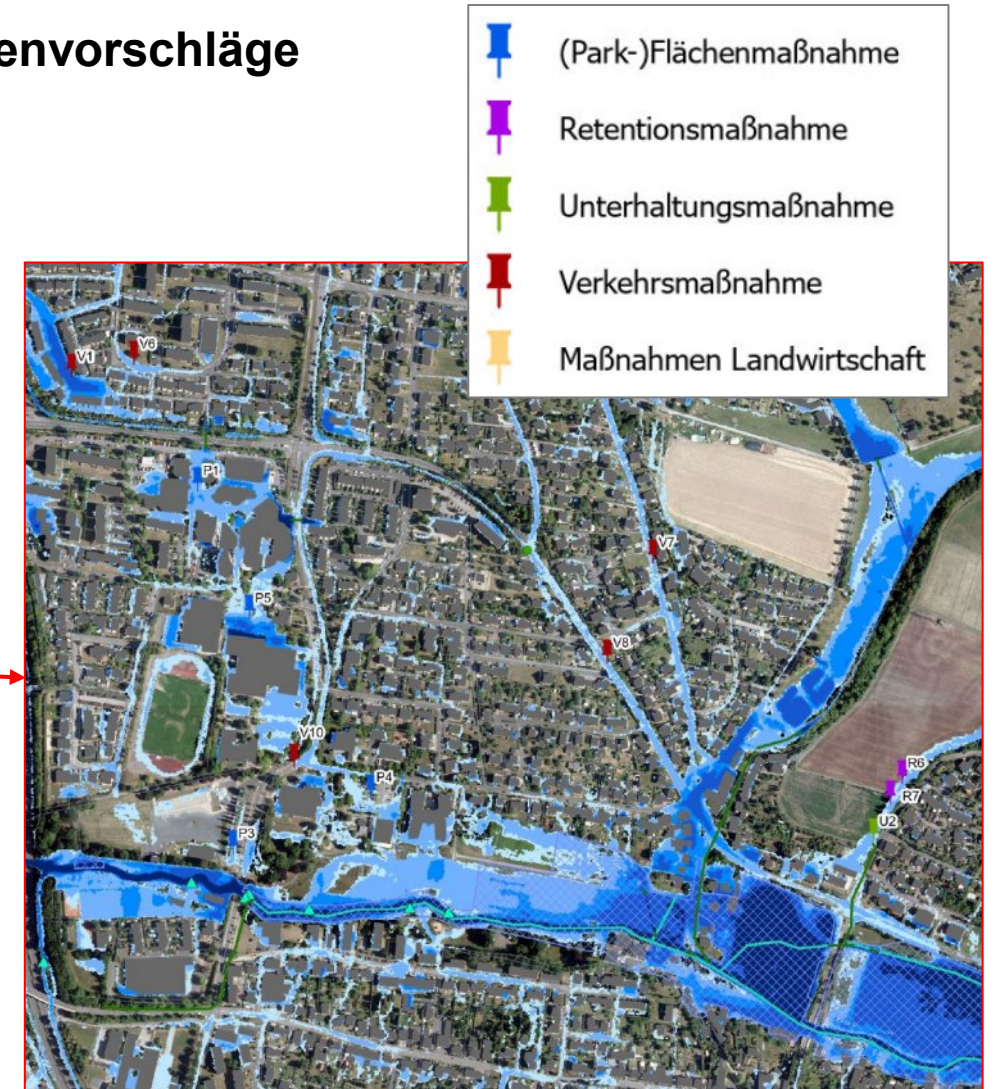 envorschläge
(Park-)Flächenmaßnahme
Retentionsmaßnahme
Unterhaltungsmaßnahme
Verkehrsmaßnahme
Maßnahmen Landwirtschaft
V1
V6
P1
V7
P5
V8
V10
R6
P4
R7
U2
P3